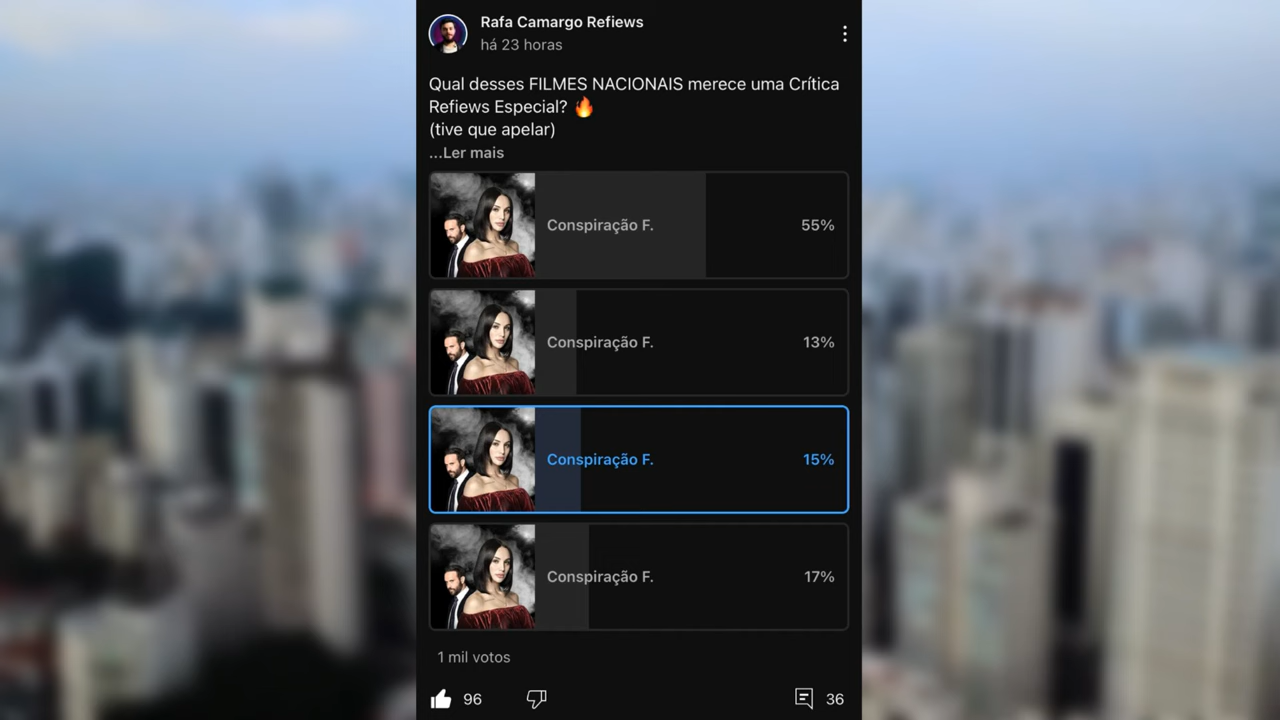 Rafa Camargo Refiews
há 23 horas
Qual desses FILMES NACIONAIS merece uma Crítica
Refiews Especial? 🔥
(tive que apelar)
...Ler mais
Conspiração F. 55%
Conspiração F. 13%
Conspiração F. 15%
Conspiração F. 17%
1 mil votos
96 36